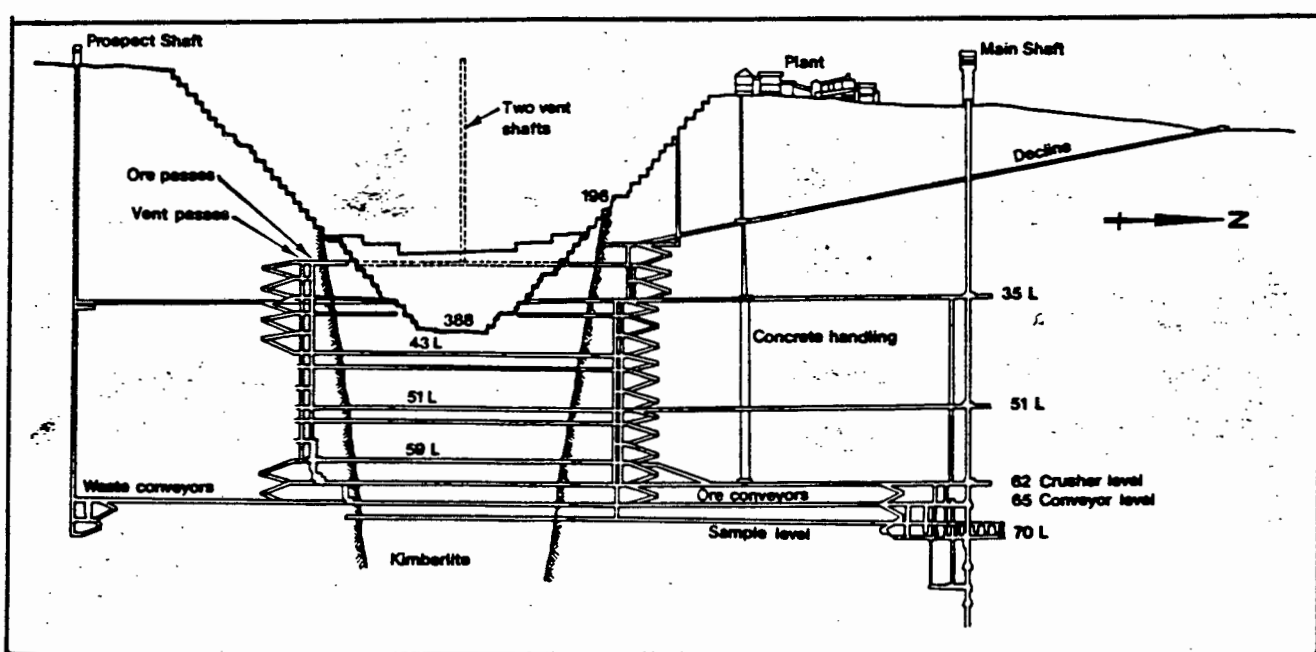 Prospect Shaft
Main Shaft
Plant
Two vent
shafts
Decline
Ore passes
196
Vent passes
N
35 L
388
Concrete handling
43 L
51 L
51 L
59 L
62 Crusher level
Waste conveyors
Ore conveyors
65 Conveyor level
Sample level
70 L
Kimberlite